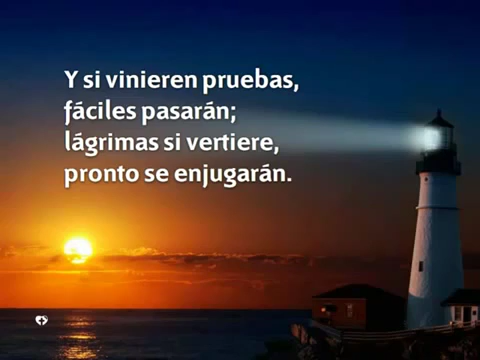 Y si vinieren pruebas,
fáciles pasarán;
lágrimas si vertiere,
pronto se enjugarán.